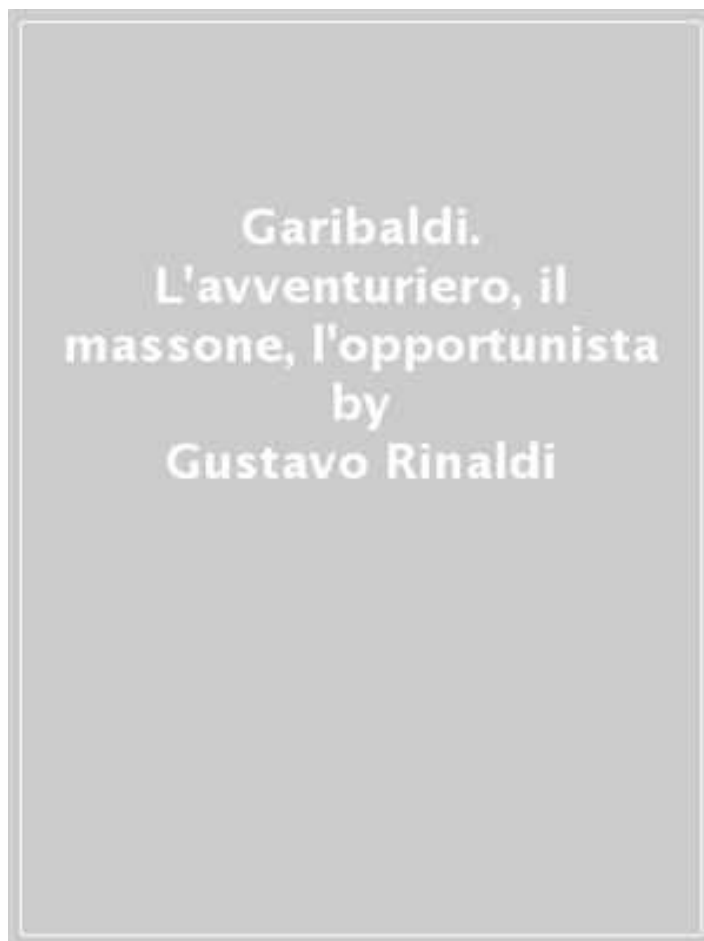 Garibaldi.
L'avventuriero, il
massone, l'opportunista
by
Gustavo Rinaldi